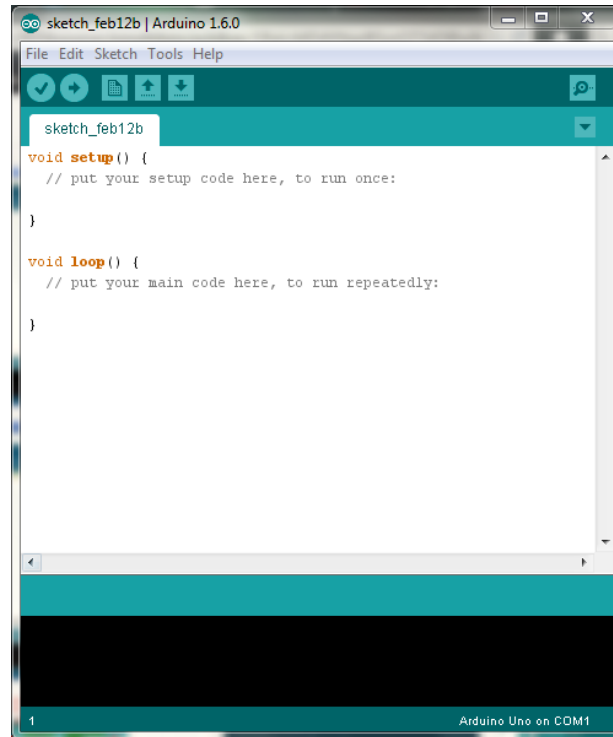 sketch_feb12b | Arduino 1.6.0
File Edit Sketch Tools Help
sketch_feb12b
void setup() {
  // put your setup code here, to run once:
}
void loop() {
  // put your main code here, to run repeatedly:
}
1
Arduino Uno on COM1